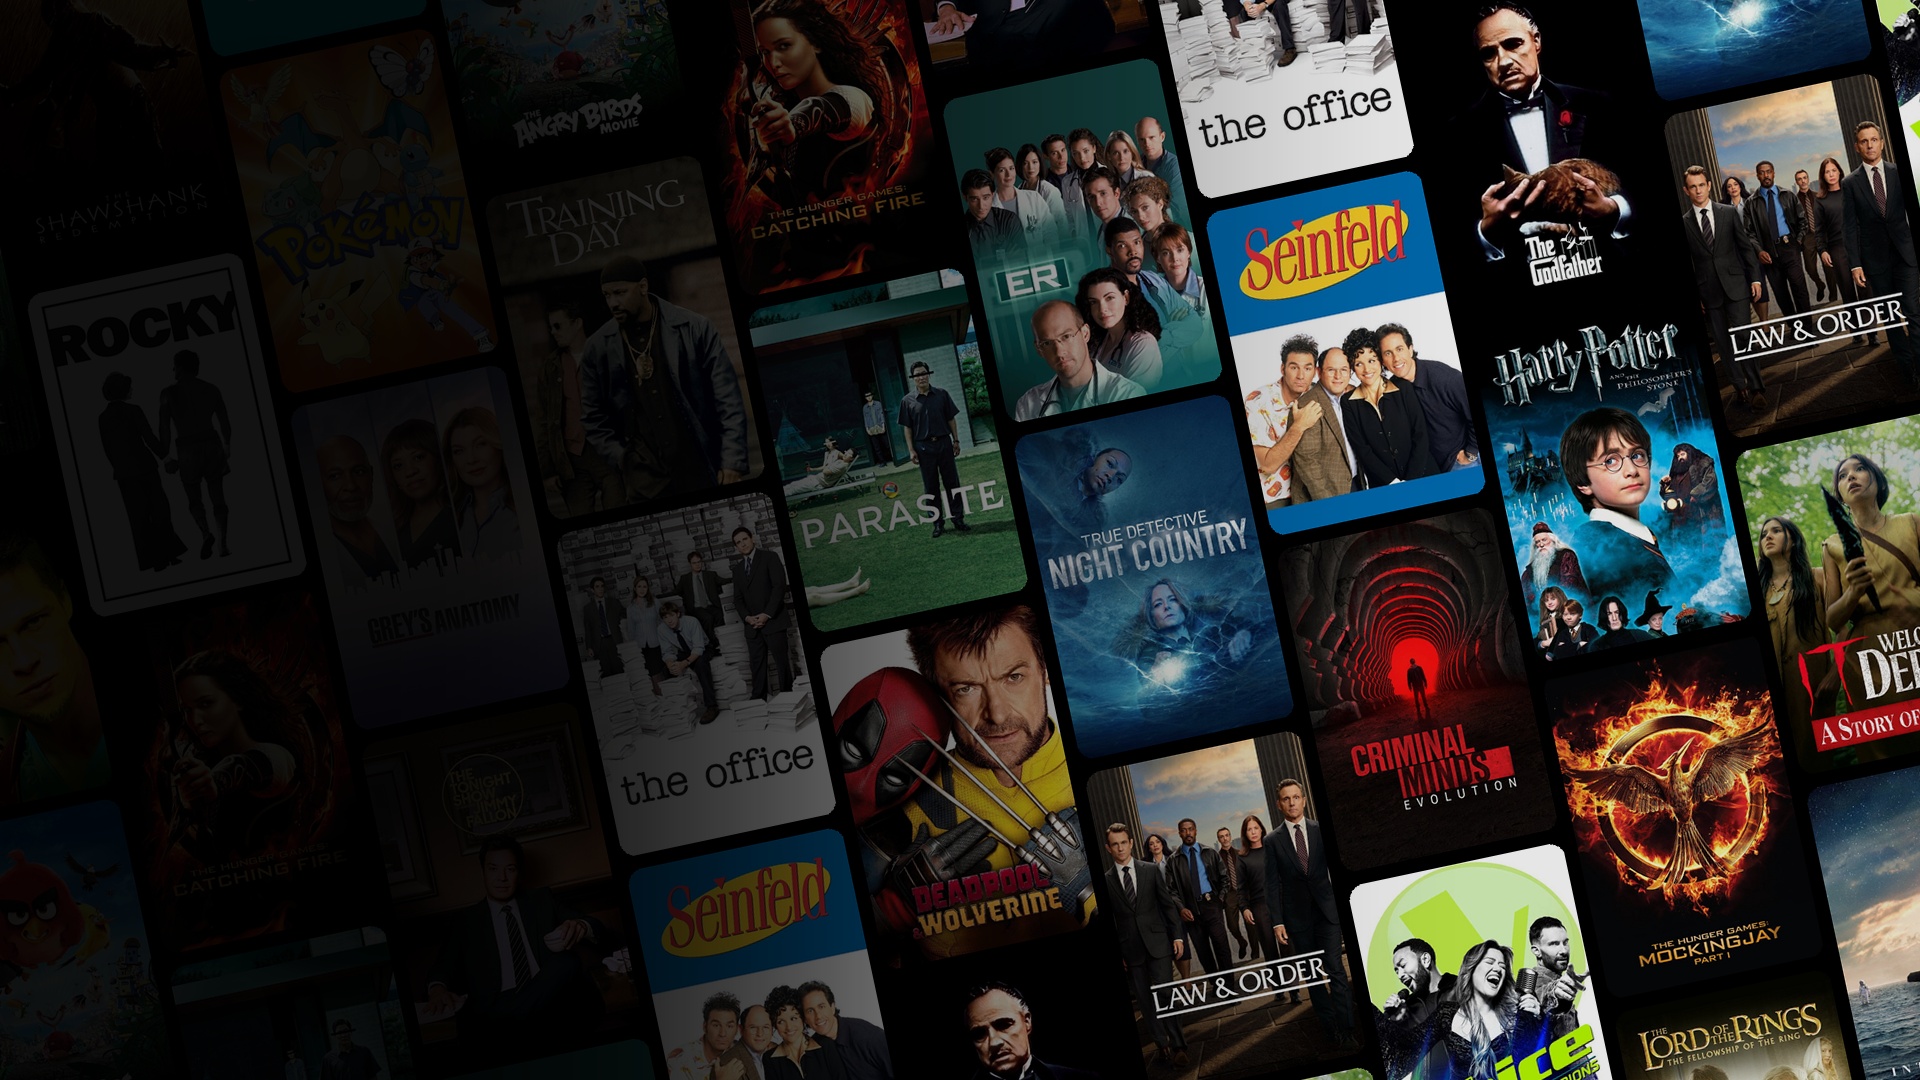 THE
SHAWSHANK
REDEMPTION
ROCKY
POKéMON
GREY'S ANATOMY
THE HUNGER GAMES:
CATCHING FIRE
THE
ANGRY BIRDS
MOVIE
TRAINING
DAY
THE
TONIGHT
SHOW
JIMMY
FALLON
the office
Seinfeld
THE HUNGER GAMES:
CATCHING FIRE
PARASITE
DEADPOOL
& WOLVERINE
ER
TRUE DETECTIVE
NIGHT COUNTRY
LAW & ORDER
the office
Seinfeld
CRIMINAL
MINDS
EVOLUTION
The
Godfather
Harry Potter
AND THE
PHILOSOPHER'S
STONE
THE HUNGER GAMES:
MOCKINGJAY
PART 1
THE
LORD OF THE RINGS
THE FELLOWSHIP OF THE RING
LAW & ORDER
IT
A STORY OF